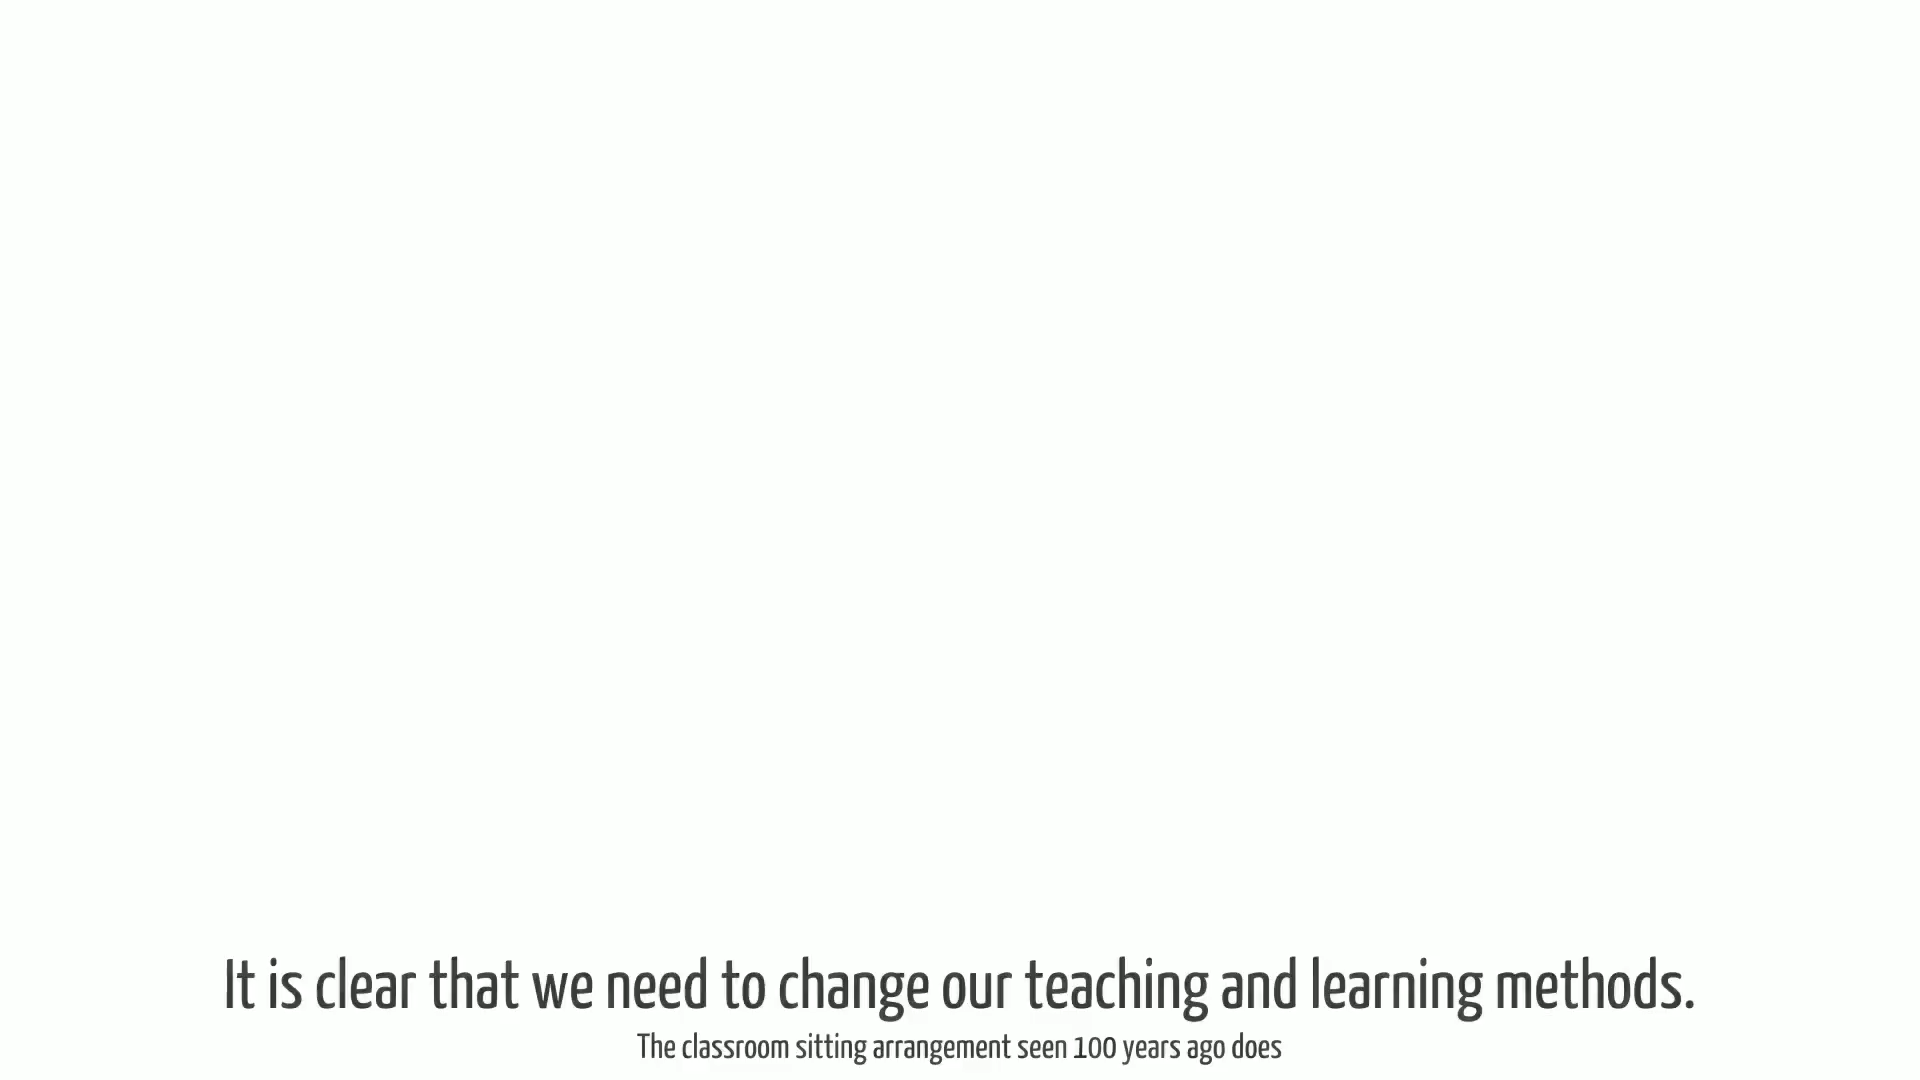 It is clear that we need to change our teaching and learning methods.
The classroom sitting arrangement seen 100 years ago does